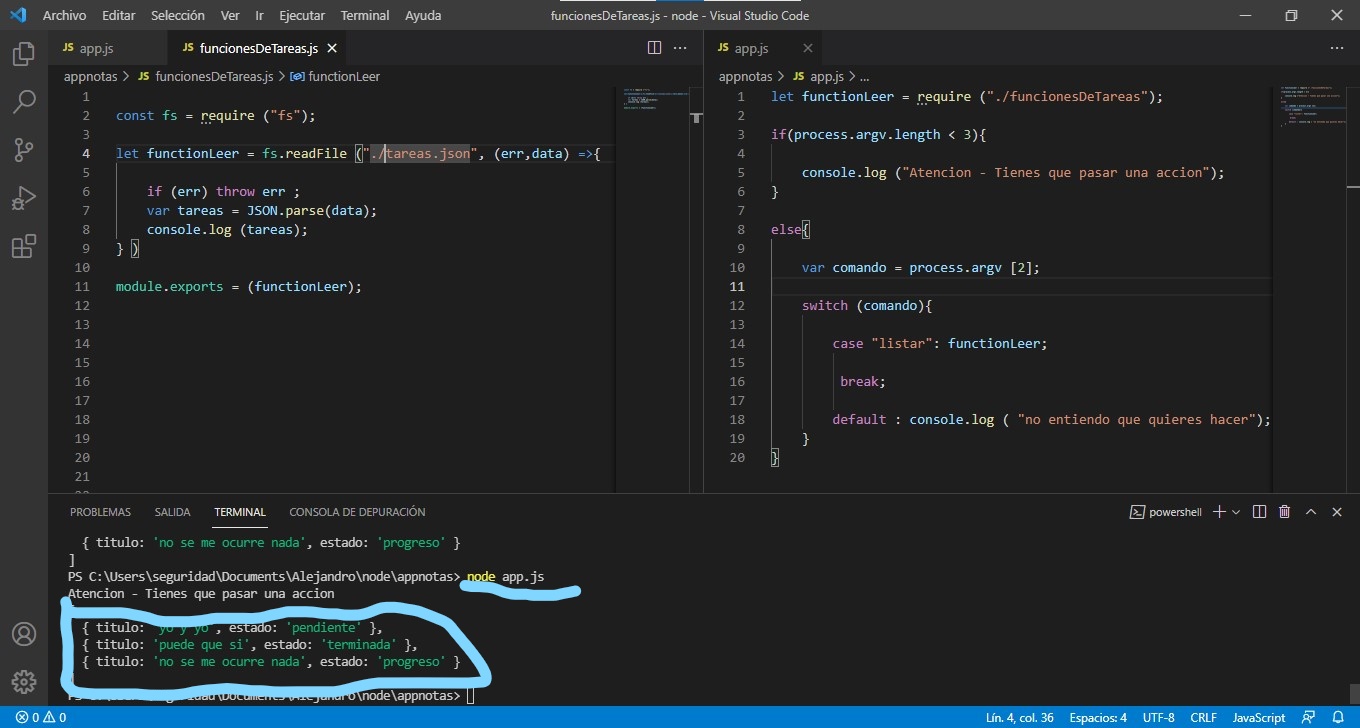 Archivo Editar Selección Ver Ir Ejecutar Terminal Ayuda funcionesDeTareas.js - node - Visual Studio Code
JS app.js JS funcionesDeTareas.js
appnotas > JS funcionesDeTareas.js > functionLeer
1
2 const fs = require ("fs");
3
4 let functionLeer = fs.readFile ("./tareas.json", (err,data) =>{
5
6 if (err) throw err ;
7 var tareas = JSON.parse(data);
8 console.log (tareas);
9 } )
10
11 module.exports = (functionLeer);
12
13
14
15
16
17
18
19
20
21
JS app.js
appnotas > JS app.js > ...
1 let functionLeer = require ("./funcionesDeTareas");
2
3 if(process.argv.length < 3){
4
5 console.log ("Atencion - Tienes que pasar una accion");
6 }
7
8 else{
9
10 var comando = process.argv [2];
11
12 switch (comando){
13
14 case "listar": functionLeer;
15
16 break;
17
18 default : console.log ( "no entiendo que quieres hacer");
19 }
20 }
PROBLEMAS SALIDA TERMINAL CONSOLA DE DEPURACIÓN powershell
{ titulo: 'no se me ocurre nada', estado: 'progreso' }
]
PS C:\Users\seguridad\Documents\Alejandro\node\appnotas> node app.js
Atencion - Tienes que pasar una accion
{ titulo: 'yo y yo', estado: 'pendiente' },
{ titulo: 'puede que si', estado: 'terminada' },
{ titulo: 'no se me ocurre nada', estado: 'progreso' }
PS C:\Users\seguridad\Documents\Alejandro\node\appnotas>
0 0 Lín. 4, col. 36 Espacios: 4 UTF-8 CRLF JavaScript